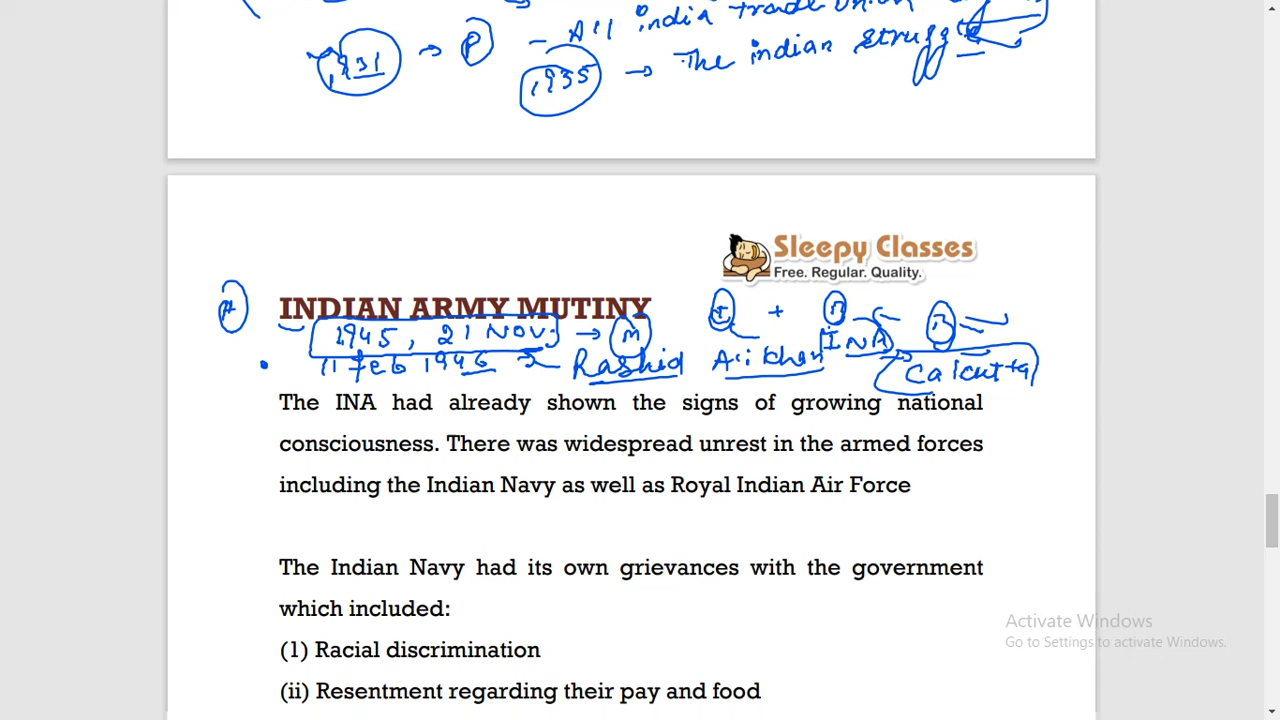 - All india trade union
1931 → P
1935 → The indian struggle
Sleepy Classes
Free. Regular. Quality.
INDIAN ARMY MUTINY
1945, 21 NOV. → M
INA
11 Feb 1946 Rashid Ali Khan Calcutta
The INA had already shown the signs of growing national
consciousness. There was widespread unrest in the armed forces
including the Indian Navy as well as Royal Indian Air Force
The Indian Navy had its own grievances with the government
which included:
(1) Racial discrimination
(ii) Resentment regarding their pay and food
Activate Windows
Go to Settings to activate Windows.